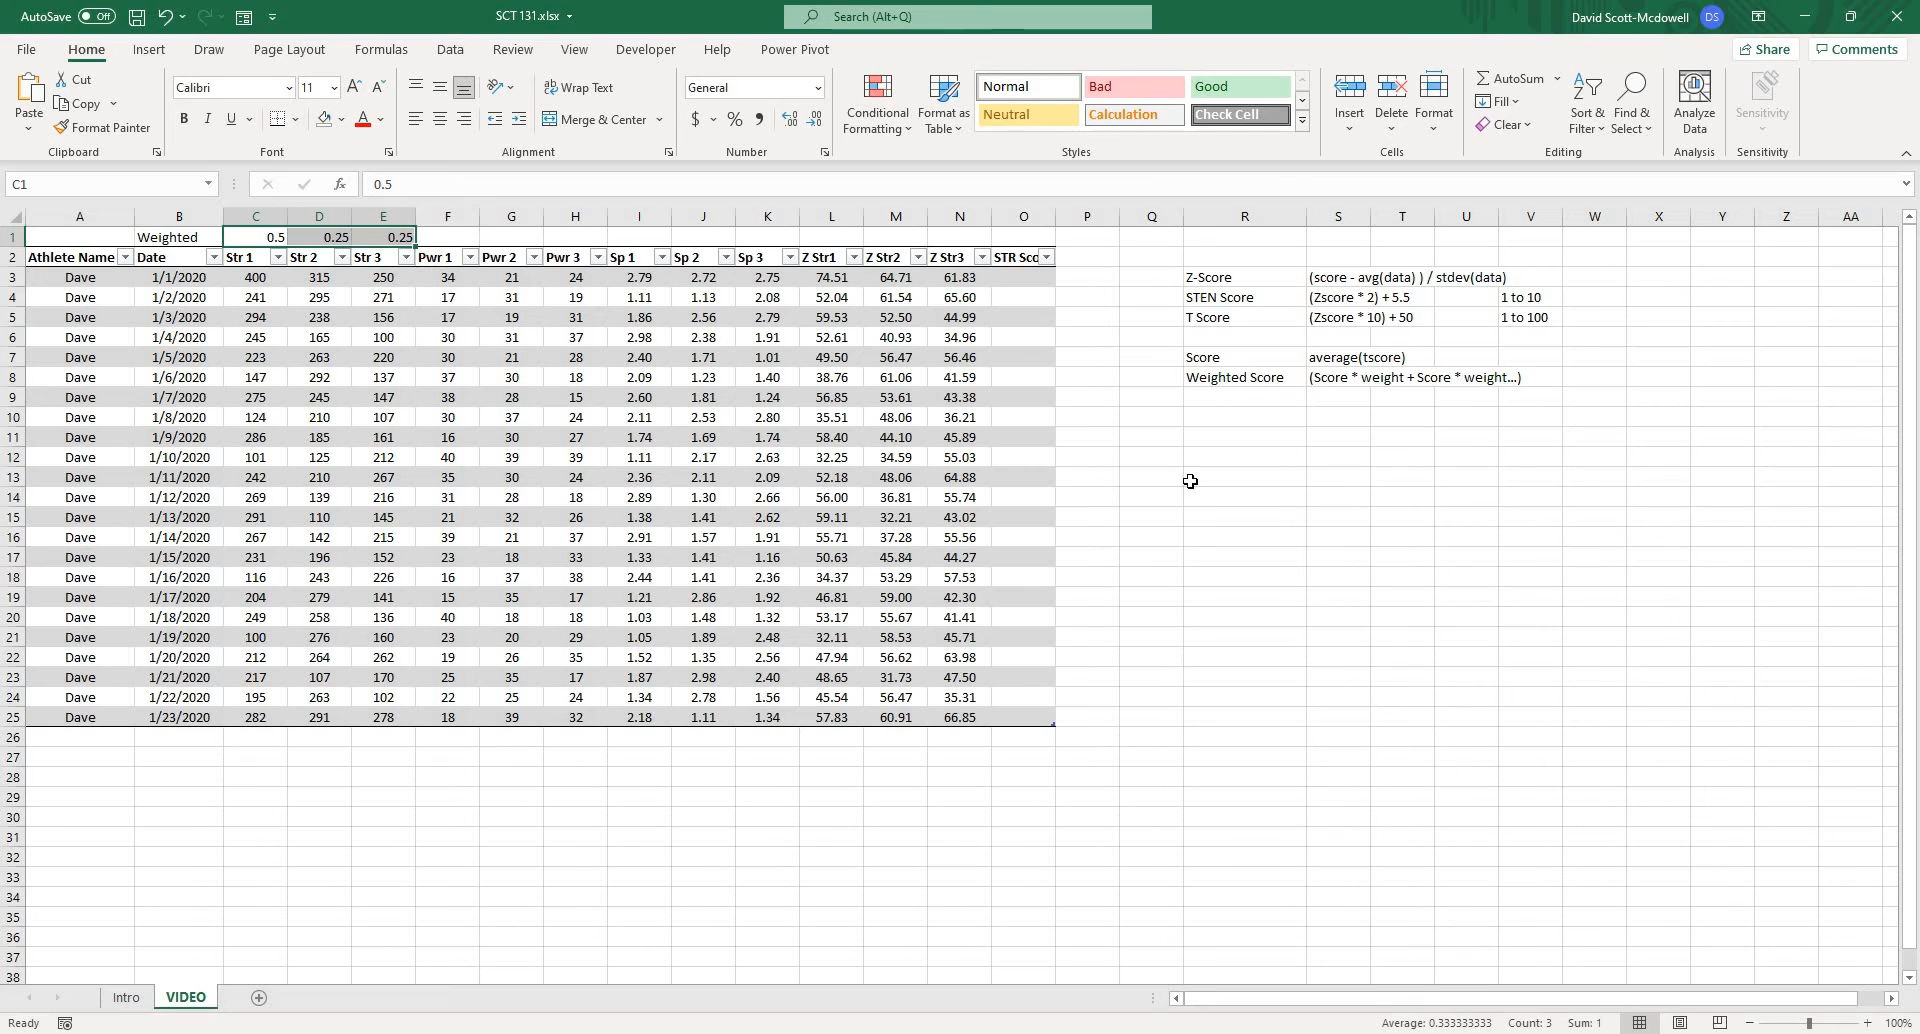 AutoSave Off SCT 131.xlsx Search (Alt+Q) David Scott-Mcdowell DS
File Home Insert Draw Page Layout Formulas Data Review View Developer Help Power Pivot Share Comments
Paste Cut Copy Format Painter
Calibri 11 A A B I U A
Wrap Text Merge & Center
General $ % 9
Conditional Formatting Format as Table
Normal Bad Good
Neutral Calculation Check Cell
Insert Delete Format
AutoSum Fill Clear Sort & Filter Find & Select
Analyze Data Sensitivity
Clipboard Font Alignment Number Styles Cells Editing Analysis Sensitivity
C1 fx 0.5
A B C D E F G H I J K L M N O P Q R S T U V W X Y Z AA
1 Weighted 0.5 0.25 0.25
2 Athlete Name Date Str 1 Str 2 Str 3 Pwr 1 Pwr 2 Pwr 3 Sp 1 Sp 2 Sp 3 Z Str1 Z Str2 Z Str3 STR Sco
3 Dave 1/1/2020 400 315 250 34 21 24 2.79 2.72 2.75 74.51 64.71 61.83 Z-Score (score - avg(data) ) / stdev(data)
4 Dave 1/2/2020 241 295 271 17 31 19 1.11 1.13 2.08 52.04 61.54 65.60 STEN Score (Zscore * 2) + 5.5 1 to 10
5 Dave 1/3/2020 294 238 156 17 19 31 1.86 2.56 2.79 59.53 52.50 44.99 T Score (Zscore * 10) + 50 1 to 100
6 Dave 1/4/2020 245 165 100 30 31 37 2.98 2.38 1.91 52.61 40.93 34.96
7 Dave 1/5/2020 223 263 220 30 21 28 2.40 1.71 1.01 49.50 56.47 56.46 Score average(tscore)
8 Dave 1/6/2020 147 292 137 37 30 18 2.09 1.23 1.40 38.76 61.06 41.59 Weighted Score (Score * weight + Score * weight...)
9 Dave 1/7/2020 275 245 147 38 28 15 2.60 1.81 1.24 56.85 53.61 43.38
10 Dave 1/8/2020 124 210 107 30 37 24 2.11 2.53 2.80 35.51 48.06 36.21
11 Dave 1/9/2020 286 185 161 16 30 27 1.74 1.69 1.74 58.40 44.10 45.89
12 Dave 1/10/2020 101 125 212 40 39 39 1.11 2.17 2.63 32.25 34.59 55.03
13 Dave 1/11/2020 242 210 267 35 30 24 2.36 2.11 2.09 52.18 48.06 64.88
14 Dave 1/12/2020 269 139 216 31 28 18 2.89 1.30 2.66 56.00 36.81 55.74
15 Dave 1/13/2020 291 110 145 21 32 26 1.38 1.41 2.62 59.11 32.21 43.02
16 Dave 1/14/2020 267 142 215 39 21 37 2.91 1.57 1.91 55.71 37.28 55.56
17 Dave 1/15/2020 231 196 152 23 18 33 1.33 1.41 1.16 50.63 45.84 44.27
18 Dave 1/16/2020 116 243 226 16 37 38 2.44 1.41 2.36 34.37 53.29 57.53
19 Dave 1/17/2020 204 279 141 15 35 17 1.21 2.86 1.92 46.81 59.00 42.30
20 Dave 1/18/2020 249 258 136 40 18 18 1.03 1.48 1.32 53.17 55.67 41.41
21 Dave 1/19/2020 100 276 160 23 20 29 1.05 1.89 2.48 32.11 58.53 45.71
22 Dave 1/20/2020 212 264 262 19 26 35 1.52 1.35 2.56 47.94 56.62 63.98
23 Dave 1/21/2020 217 107 170 25 35 17 1.87 2.98 2.40 48.65 31.73 47.50
24 Dave 1/22/2020 195 263 102 22 25 24 1.34 2.78 1.56 45.54 56.47 35.31
25 Dave 1/23/2020 282 291 278 18 39 32 2.18 1.11 1.34 57.83 60.91 66.85
26
27
28
29
30
31
32
33
34
35
36
37
38
Intro VIDEO
Ready Average: 0.333333333 Count: 3 Sum: 1 100%